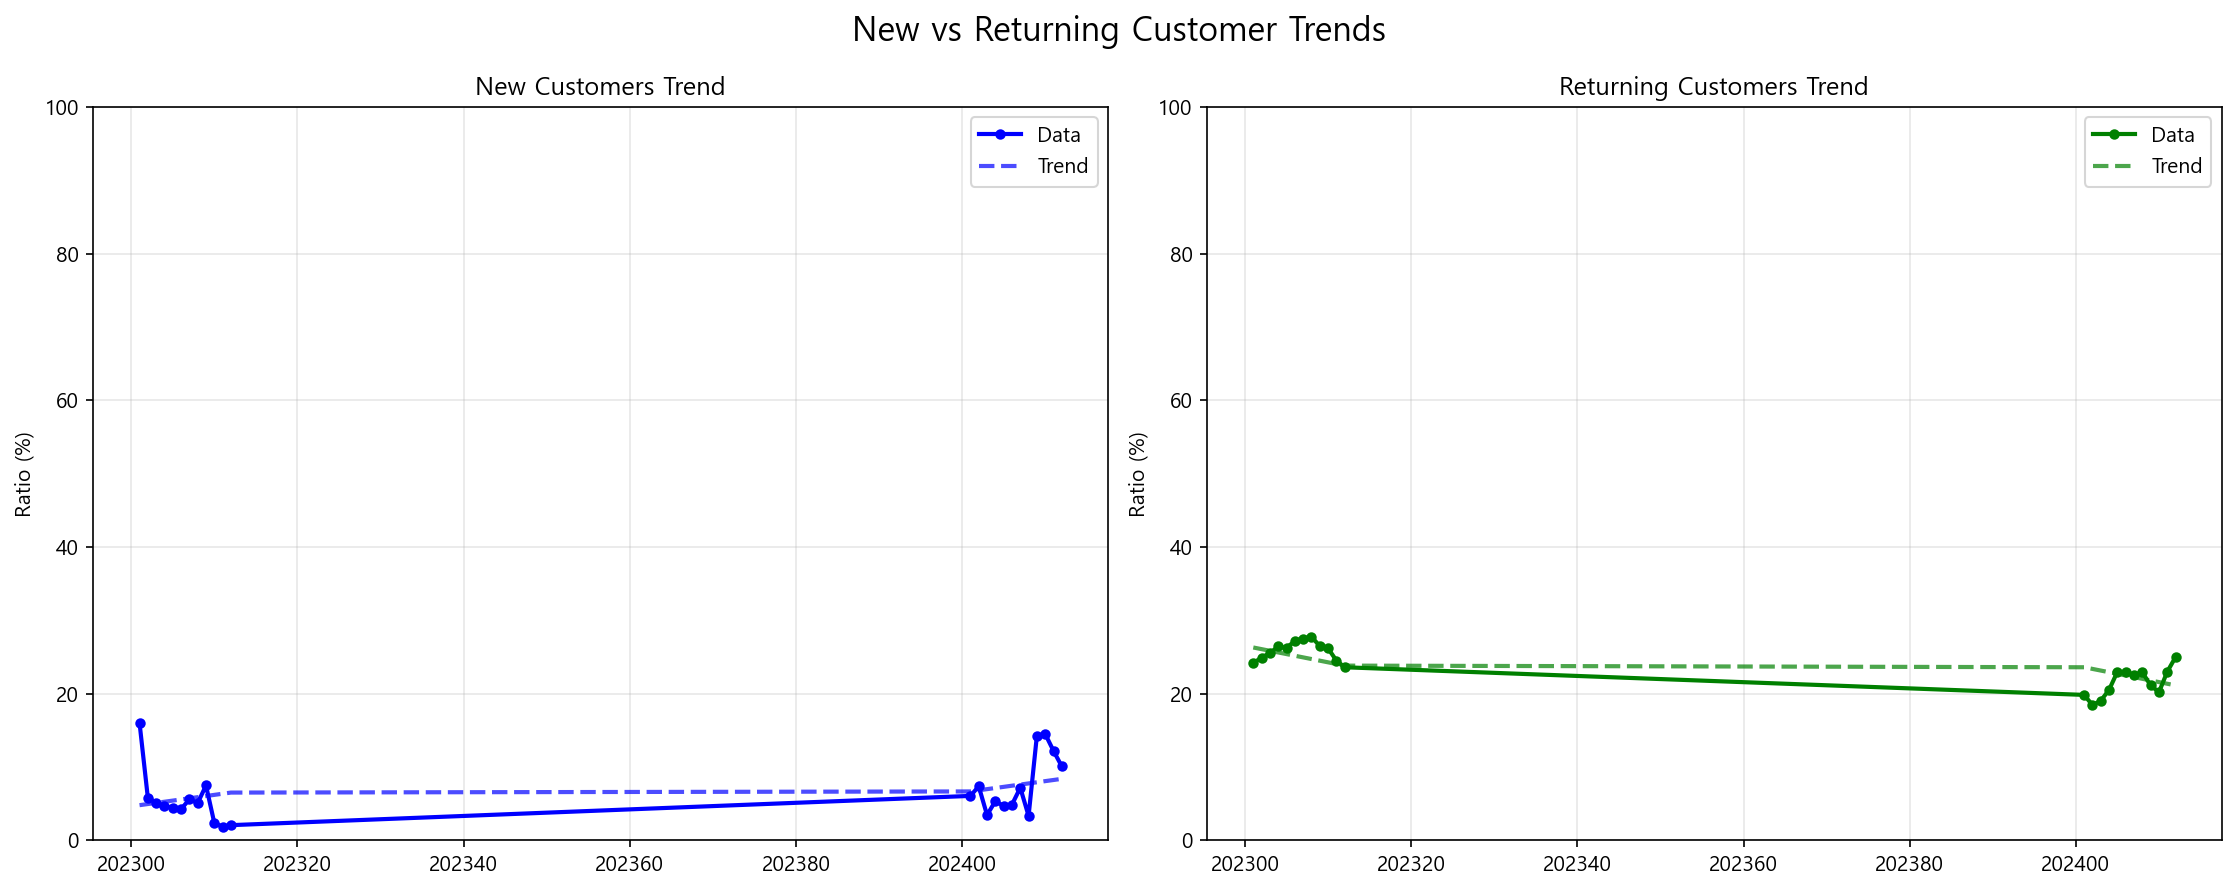 New vs Returning Customer Trends
New Customers Trend
100
80
60
40
20
0
Ratio (%)
202300
202320
202340
202360
202380
202400
Data
Trend
Returning Customers Trend
100
80
60
40
20
0
Ratio (%)
202300
202320
202340
202360
202380
202400
Data
Trend